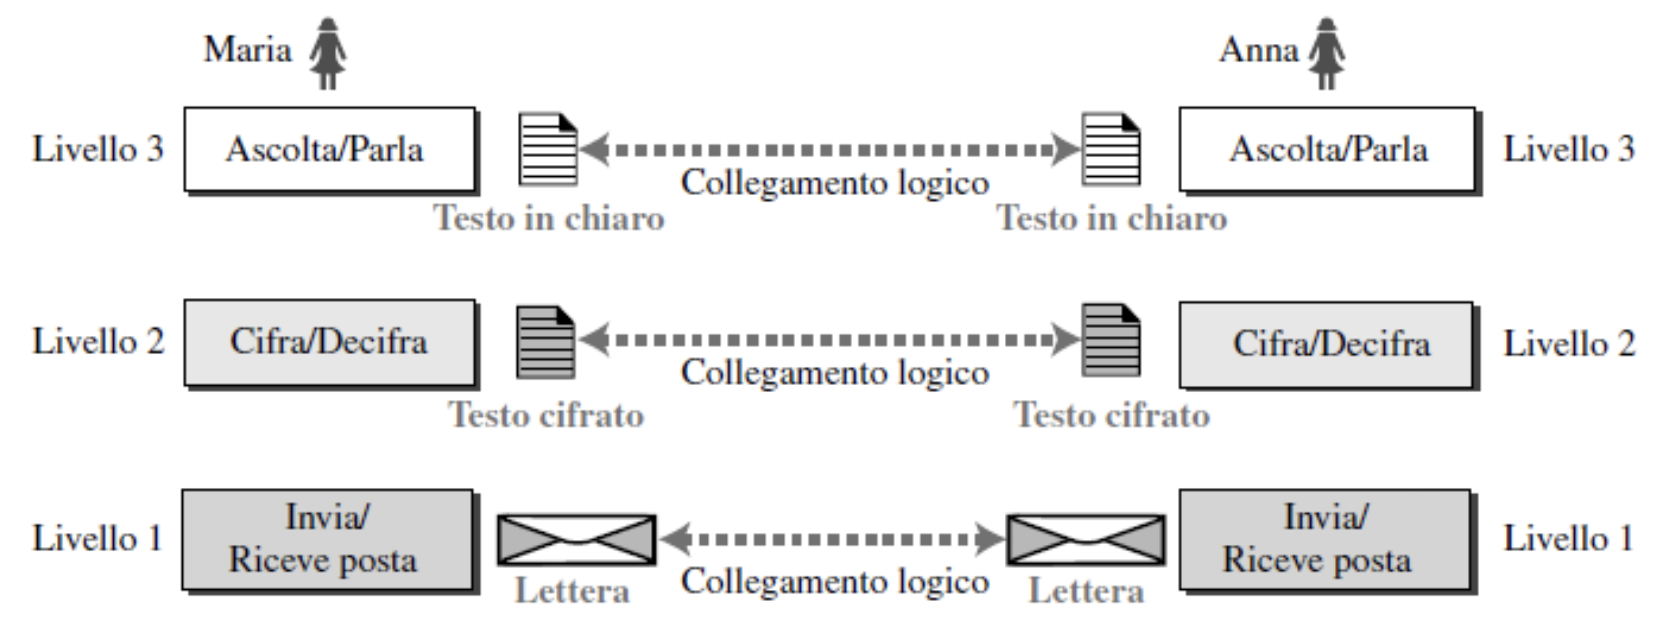 Maria
Anna
Livello 3
Ascolta/Parla
Collegamento logico
Ascolta/Parla
Livello 3
Testo in chiaro
Testo in chiaro
Livello 2
Cifra/Decifra
Collegamento logico
Cifra/Decifra
Livello 2
Testo cifrato
Testo cifrato
Livello 1
Invia/
Riceve posta
Collegamento logico
Invia/
Riceve posta
Livello 1
Lettera
Lettera